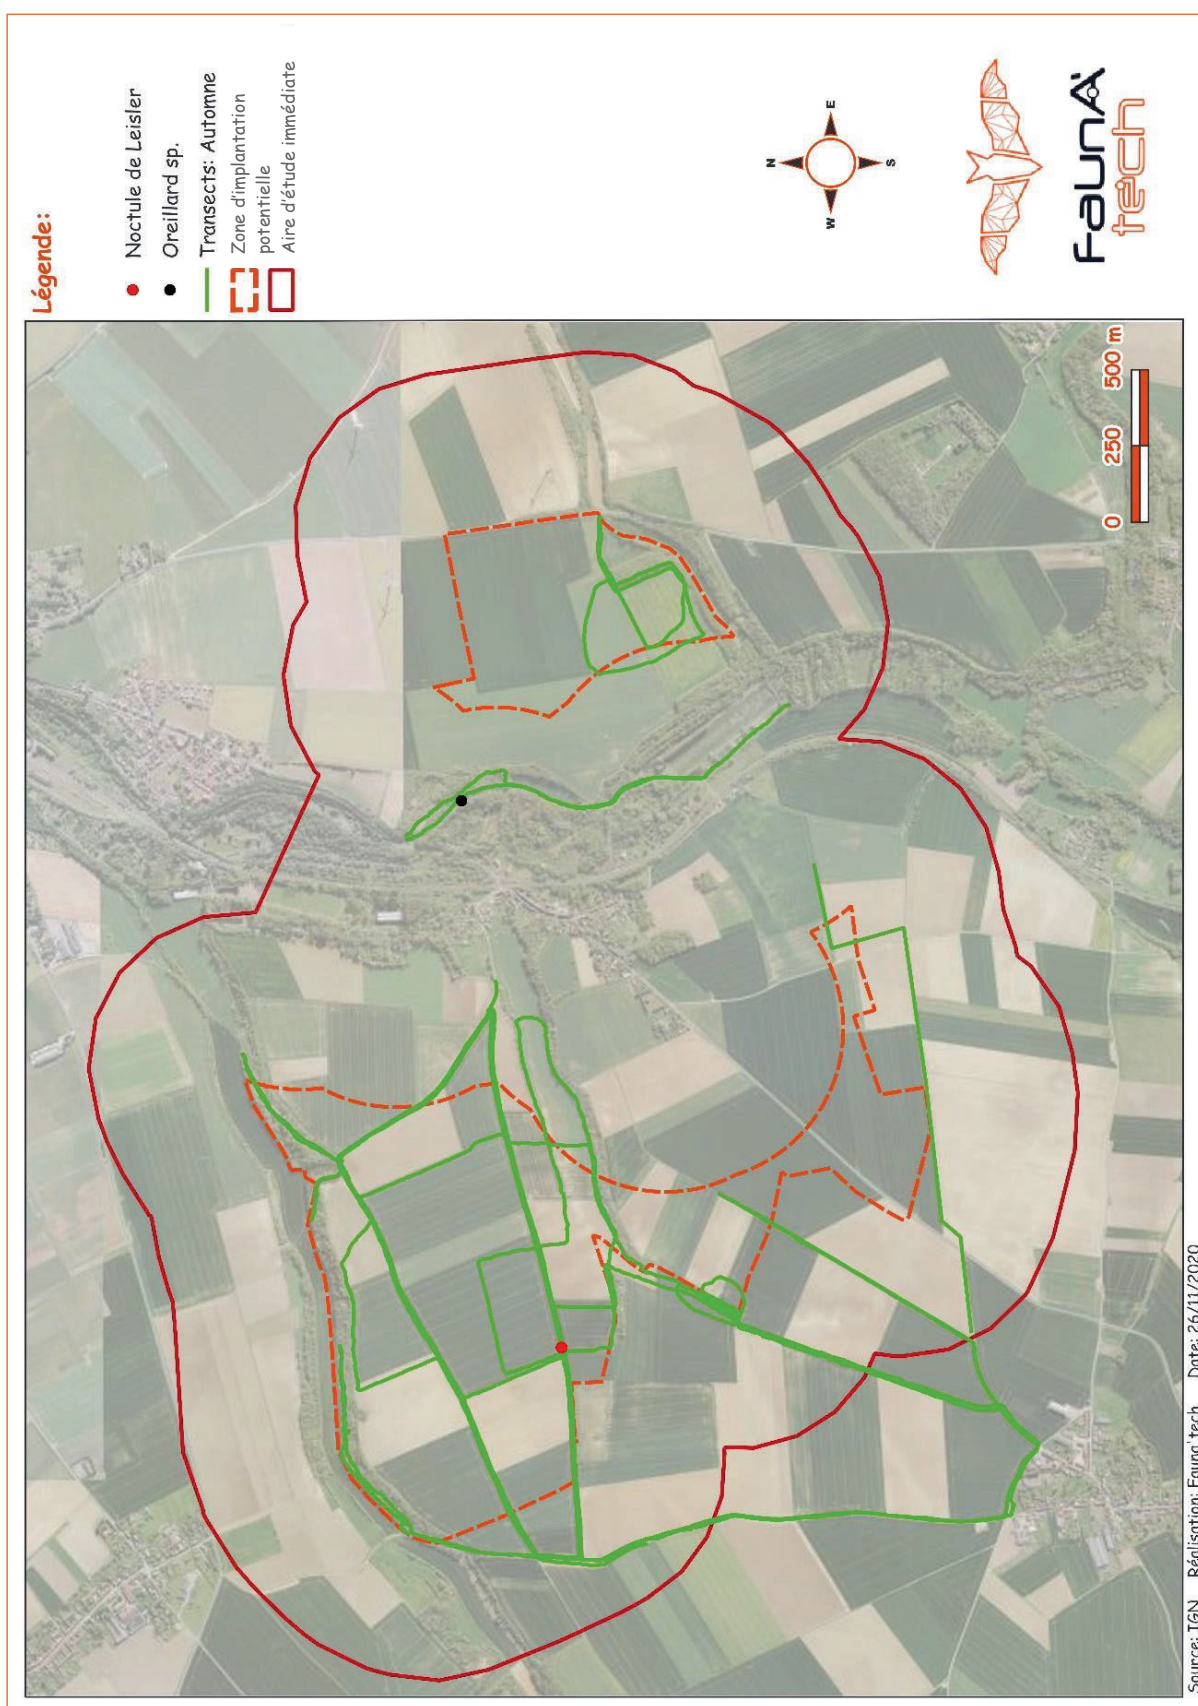 Légende:
Noctule de Leisler
Oreillard sp.
Transects: Automne
Zone d'implantation
potentielle
Aire d'étude immédiate
N
W
E
S
faunA'
tech
0 250 500 m
Source: IGN Réalisation: Fauna'tech Date: 26/11/2020